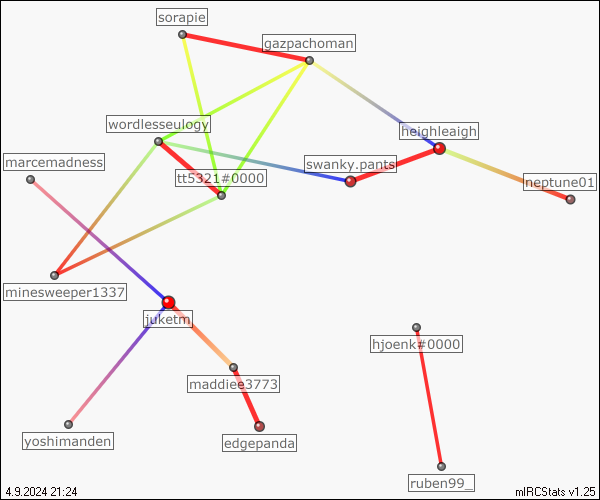 sorapie
gazpachoman
wordlesseulogy
heighleaigh
marcemadness
swanky.pants
tt5321#0000
neptune01
minesweeper1337
juketm
hjoenk#0000
maddiee3773
yoshimanden
edgepanda
ruben99_
4.9.2024 21:24
mIRCStats v1.25